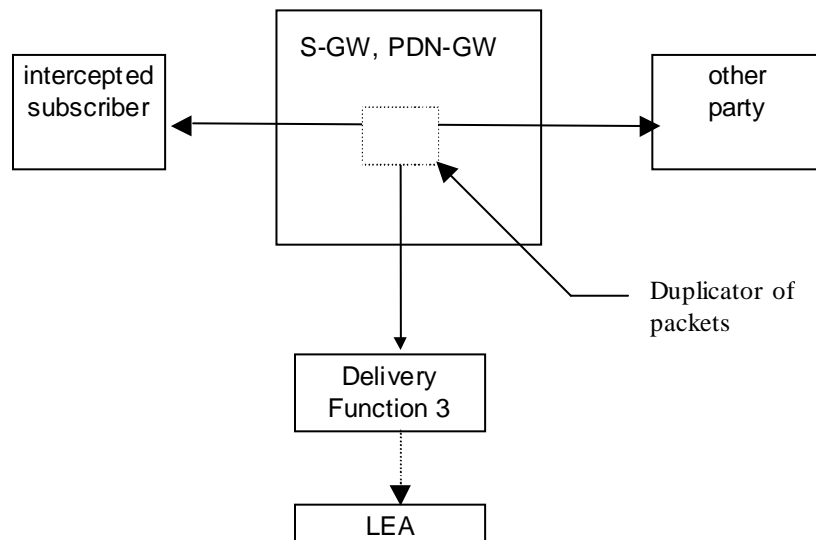 S-GW, PDN-GW
intercepted
subscriber
other
party
Duplicator of
packets
Delivery
Function 3
LEA